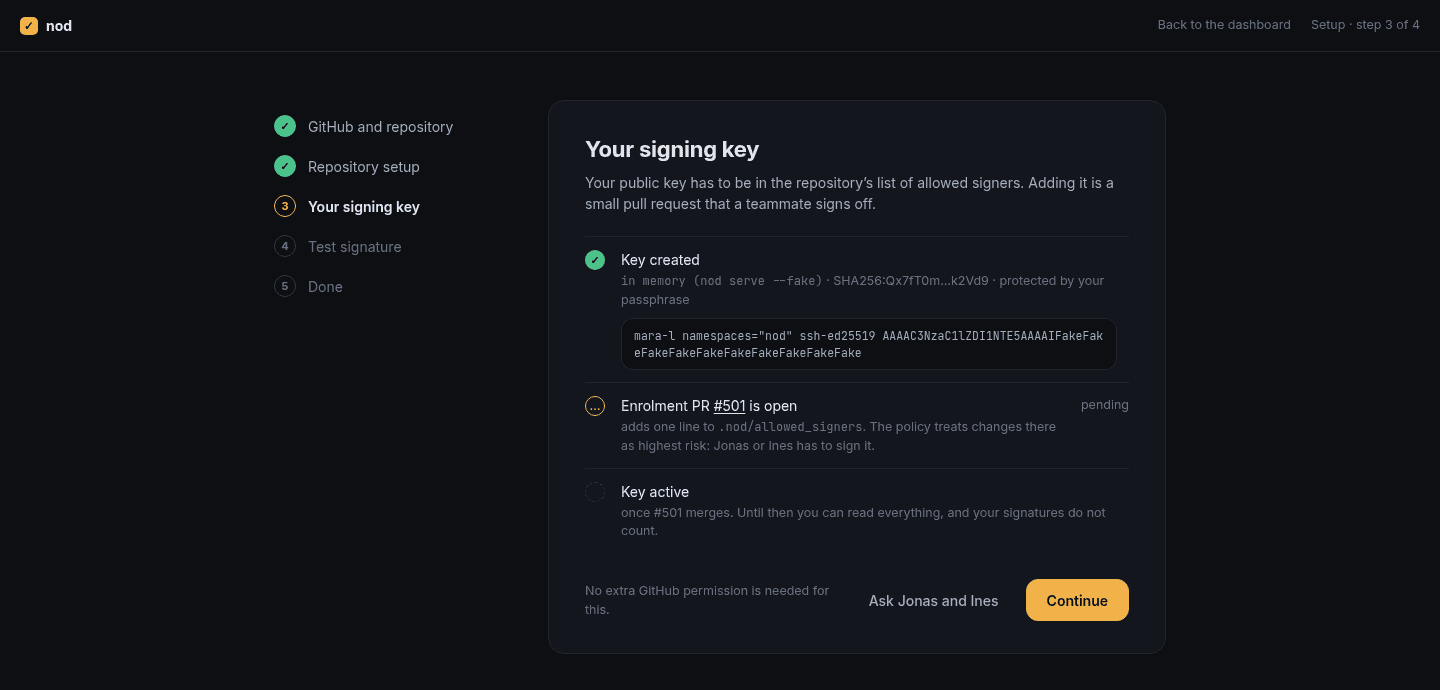 ✓ nod
Back to the dashboard Setup · step 3 of 4
✓ GitHub and repository
✓ Repository setup
3 Your signing key
4 Test signature
5 Done
Your signing key
Your public key has to be in the repository’s list of allowed signers. Adding it is a
small pull request that a teammate signs off.
✓ Key created
in memory (nod serve --fake) · SHA256:Qx7fT0m…k2Vd9 · protected by your
passphrase
mara-l namespaces="nod" ssh-ed25519 AAAAC3NzaC1lZDI1NTE5AAAAIFakeFak
eFakeFakeFakeFakeFakeFakeFakeFake
… Enrolment PR #501 is open pending
adds one line to .nod/allowed_signers. The policy treats changes there
as highest risk: Jonas or Ines has to sign it.
Key active
once #501 merges. Until then you can read everything, and your signatures do not
count.
No extra GitHub permission is needed for
this.
Ask Jonas and Ines Continue